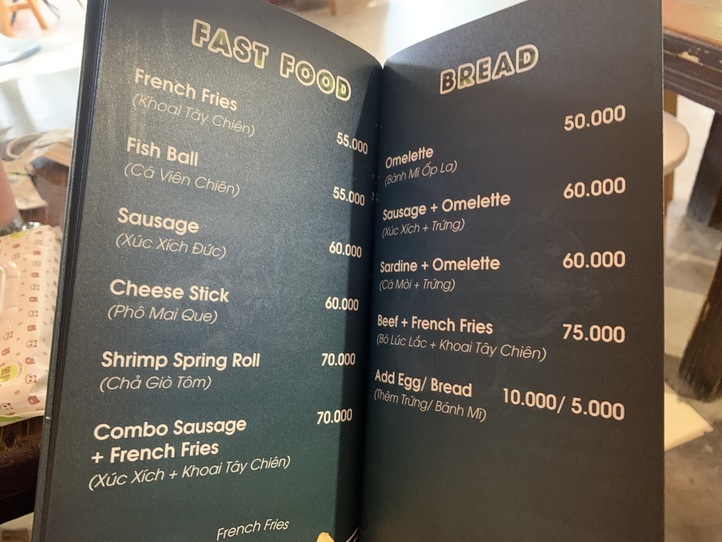 FAST FOOD
French Fries
(Khoai Tây Chiên)
55.000
Fish Ball
(Cá Viên Chiên)
55.000
Sausage
(Xúc Xích Đức)
60.000
Cheese Stick
(Phô Mai Que)
60.000
Shrimp Spring Roll
70.000
(Chả Giò Tôm)
Combo Sausage
70.000
+ French Fries
(Xúc Xích + Khoai Tây Chiên)
French Fries
BREAD
50.000
Omelette
(Bánh Mì Ốp La)
60.000
Sausage + Omelette
(Xúc Xích + Trứng)
60.000
Sardine + Omelette
(Cá Mòi + Trứng)
Beef + French Fries 75.000
(Bò Lúc Lắc + Khoai Tây Chiên)
Add Egg/ Bread 10.000/ 5.000
(Thêm Trứng/ Bánh Mì)